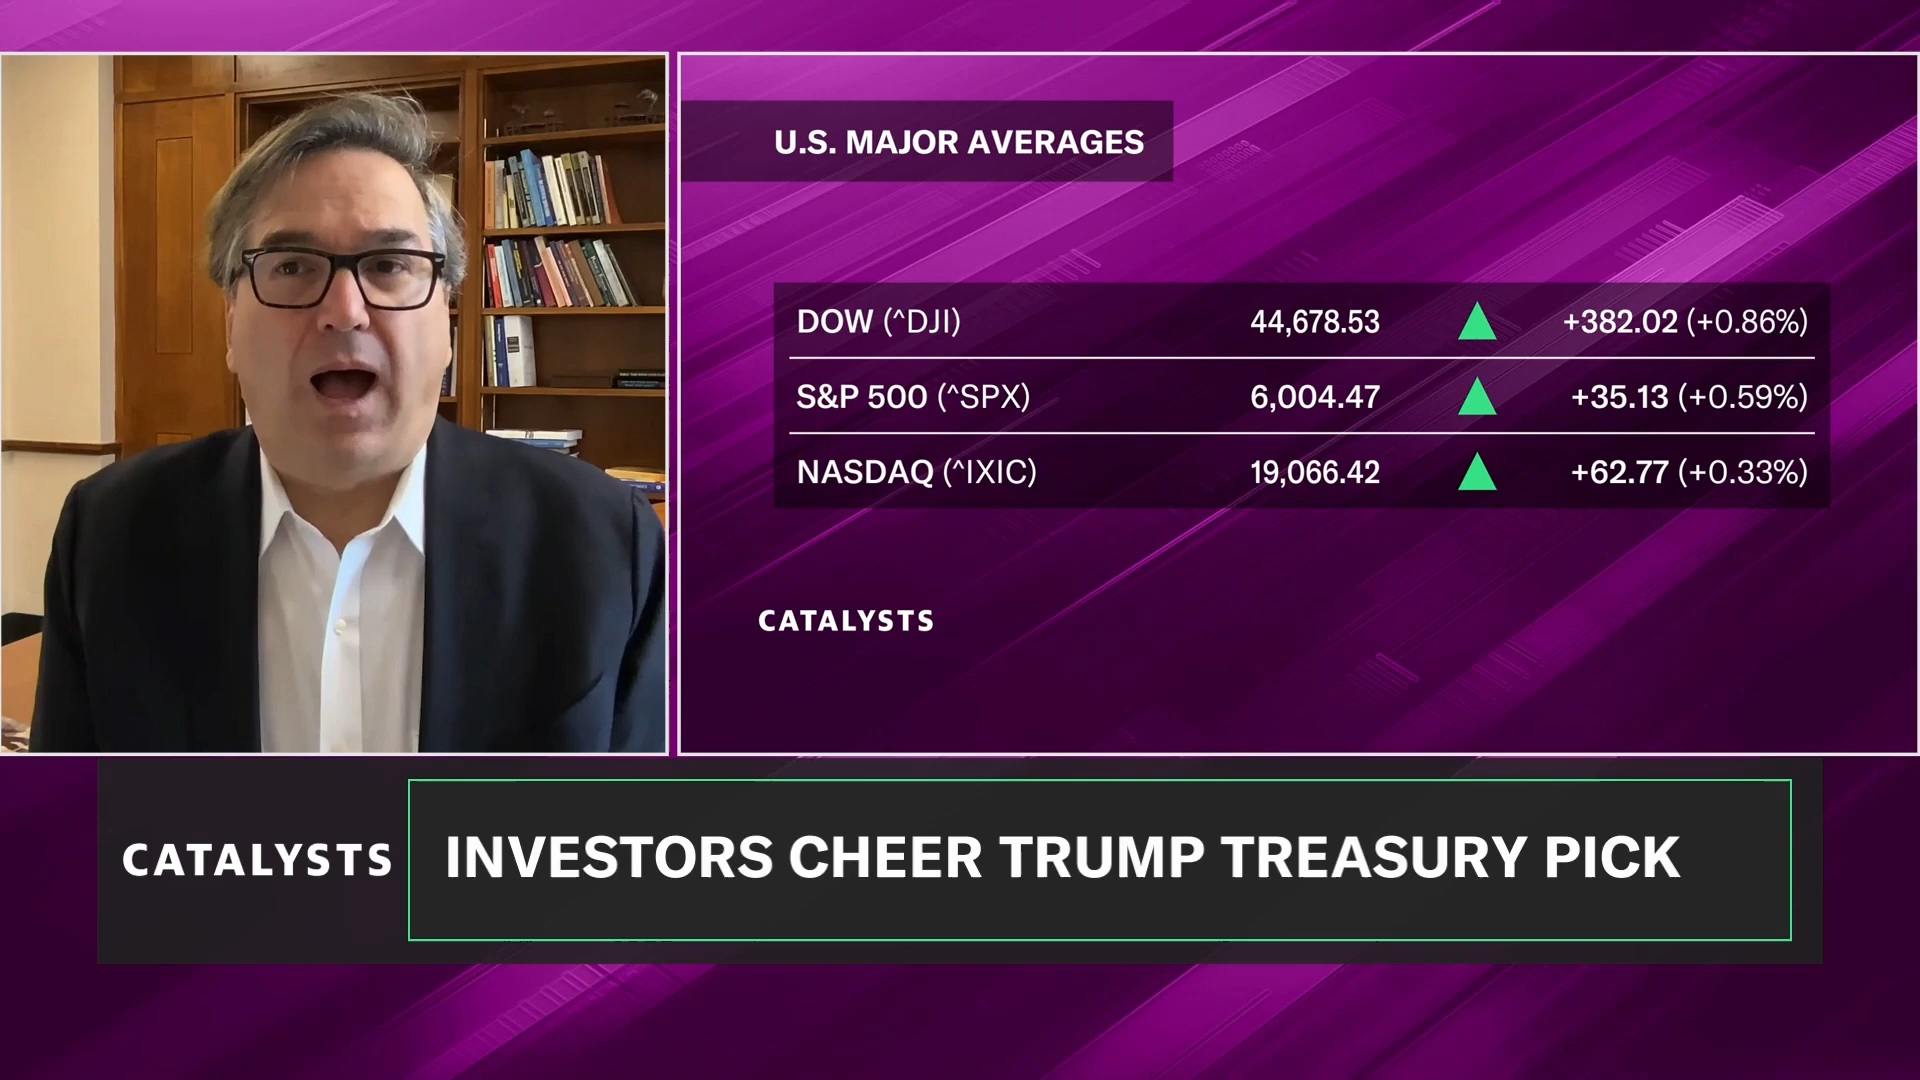 U.S. MAJOR AVERAGES
DOW (^DJI) 44,678.53 +382.02 (+0.86%)
S&P 500 (^SPX) 6,004.47 +35.13 (+0.59%)
NASDAQ (^IXIC) 19,066.42 +62.77 (+0.33%)
CATALYSTS
CATALYSTS
INVESTORS CHEER TRUMP TREASURY PICK